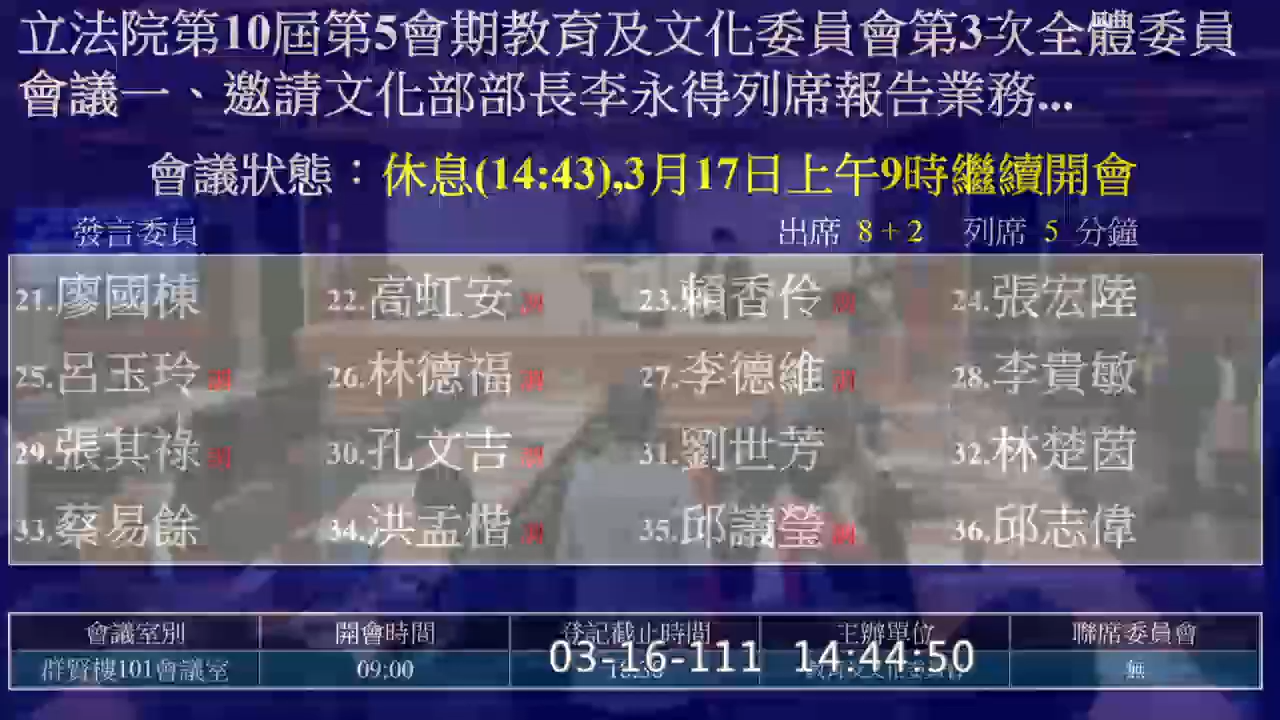 立法院第10屆第5會期教育及文化委員會第3次全體委員
會議一、邀請文化部部長李永得列席報告業務...
會議狀態：休息(14:43),3月17日上午9時繼續開會
發言委員 出席 8+2 列席 5 分鐘
21.廖國棟 22.高虹安 23.賴香伶 24.張宏陸
25.呂玉玲 26.林德福 27.李德維 28.李貴敏
29.張其祿 30.孔文吉 31.劉世芳 32.林楚茵
33.蔡易餘 34.洪孟楷 35.邱議瑩 36.邱志偉
會議室別 開會時間 登記截止時間 主辦單位 聯席委員會
群賢樓101會議室 09:00 無
03-16-111 14:44:50